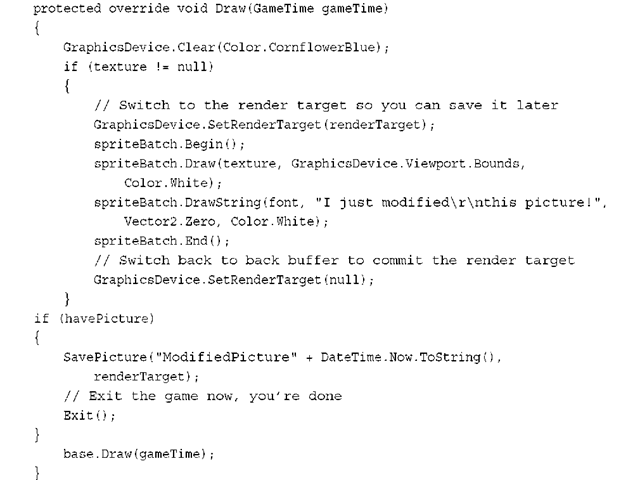 protected override void Draw(GameTime gameTime)
{
GraphicsDevice.Clear(Color.CornflowerBlue);
if (texture != null)
{
// Switch to the render target so you can save it later
GraphicsDevice.SetRenderTarget(renderTarget);
spriteBatch.Begin();
spriteBatch.Draw(texture, GraphicsDevice.Viewport.Bounds,
Color.White);
spriteBatch.DrawString(font, "I just modified\r\nthis picture!",
Vector2.Zero, Color.White);
spriteBatch.End();
// Switch back to back buffer to commit the render target
GraphicsDevice.SetRenderTarget(null);
}
if (havePicture)
{
SavePicture("ModifiedPicture" + DateTime.Now.ToString(),
renderTarget);
// Exit the game now, you're done
Exit();
}
base.Draw(gameTime);
}